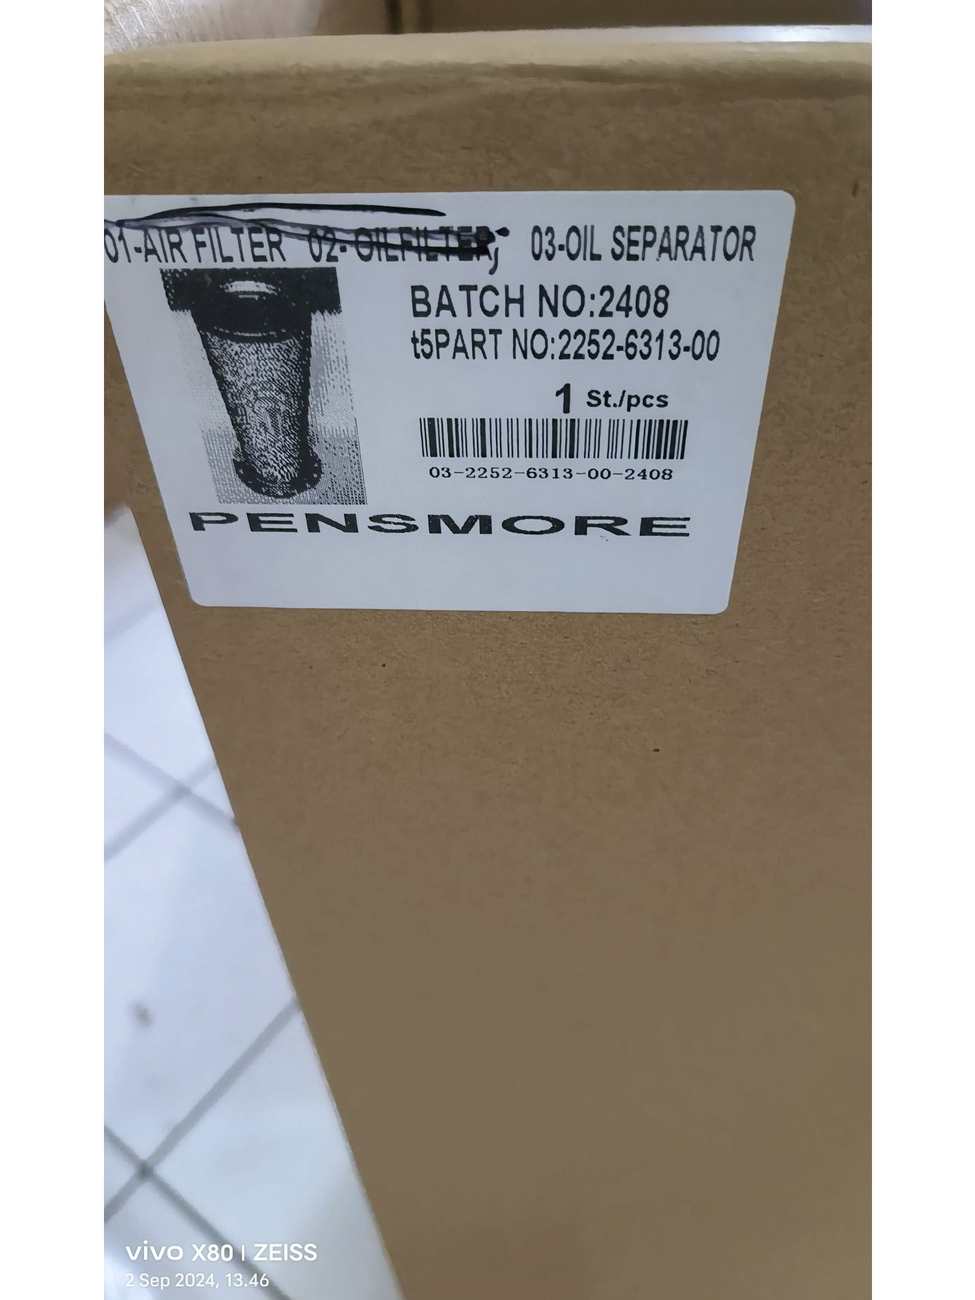 01-AIR FILTER 02- OILFILTER, 03-OIL SEPARATOR
BATCH NO:2408
t5PART NO:2252-6313-00
1 St./pcs
03-2252-6313-00-2408
PENSMORE
vivo X80 | ZEISS
2 Sep 2024, 13.46